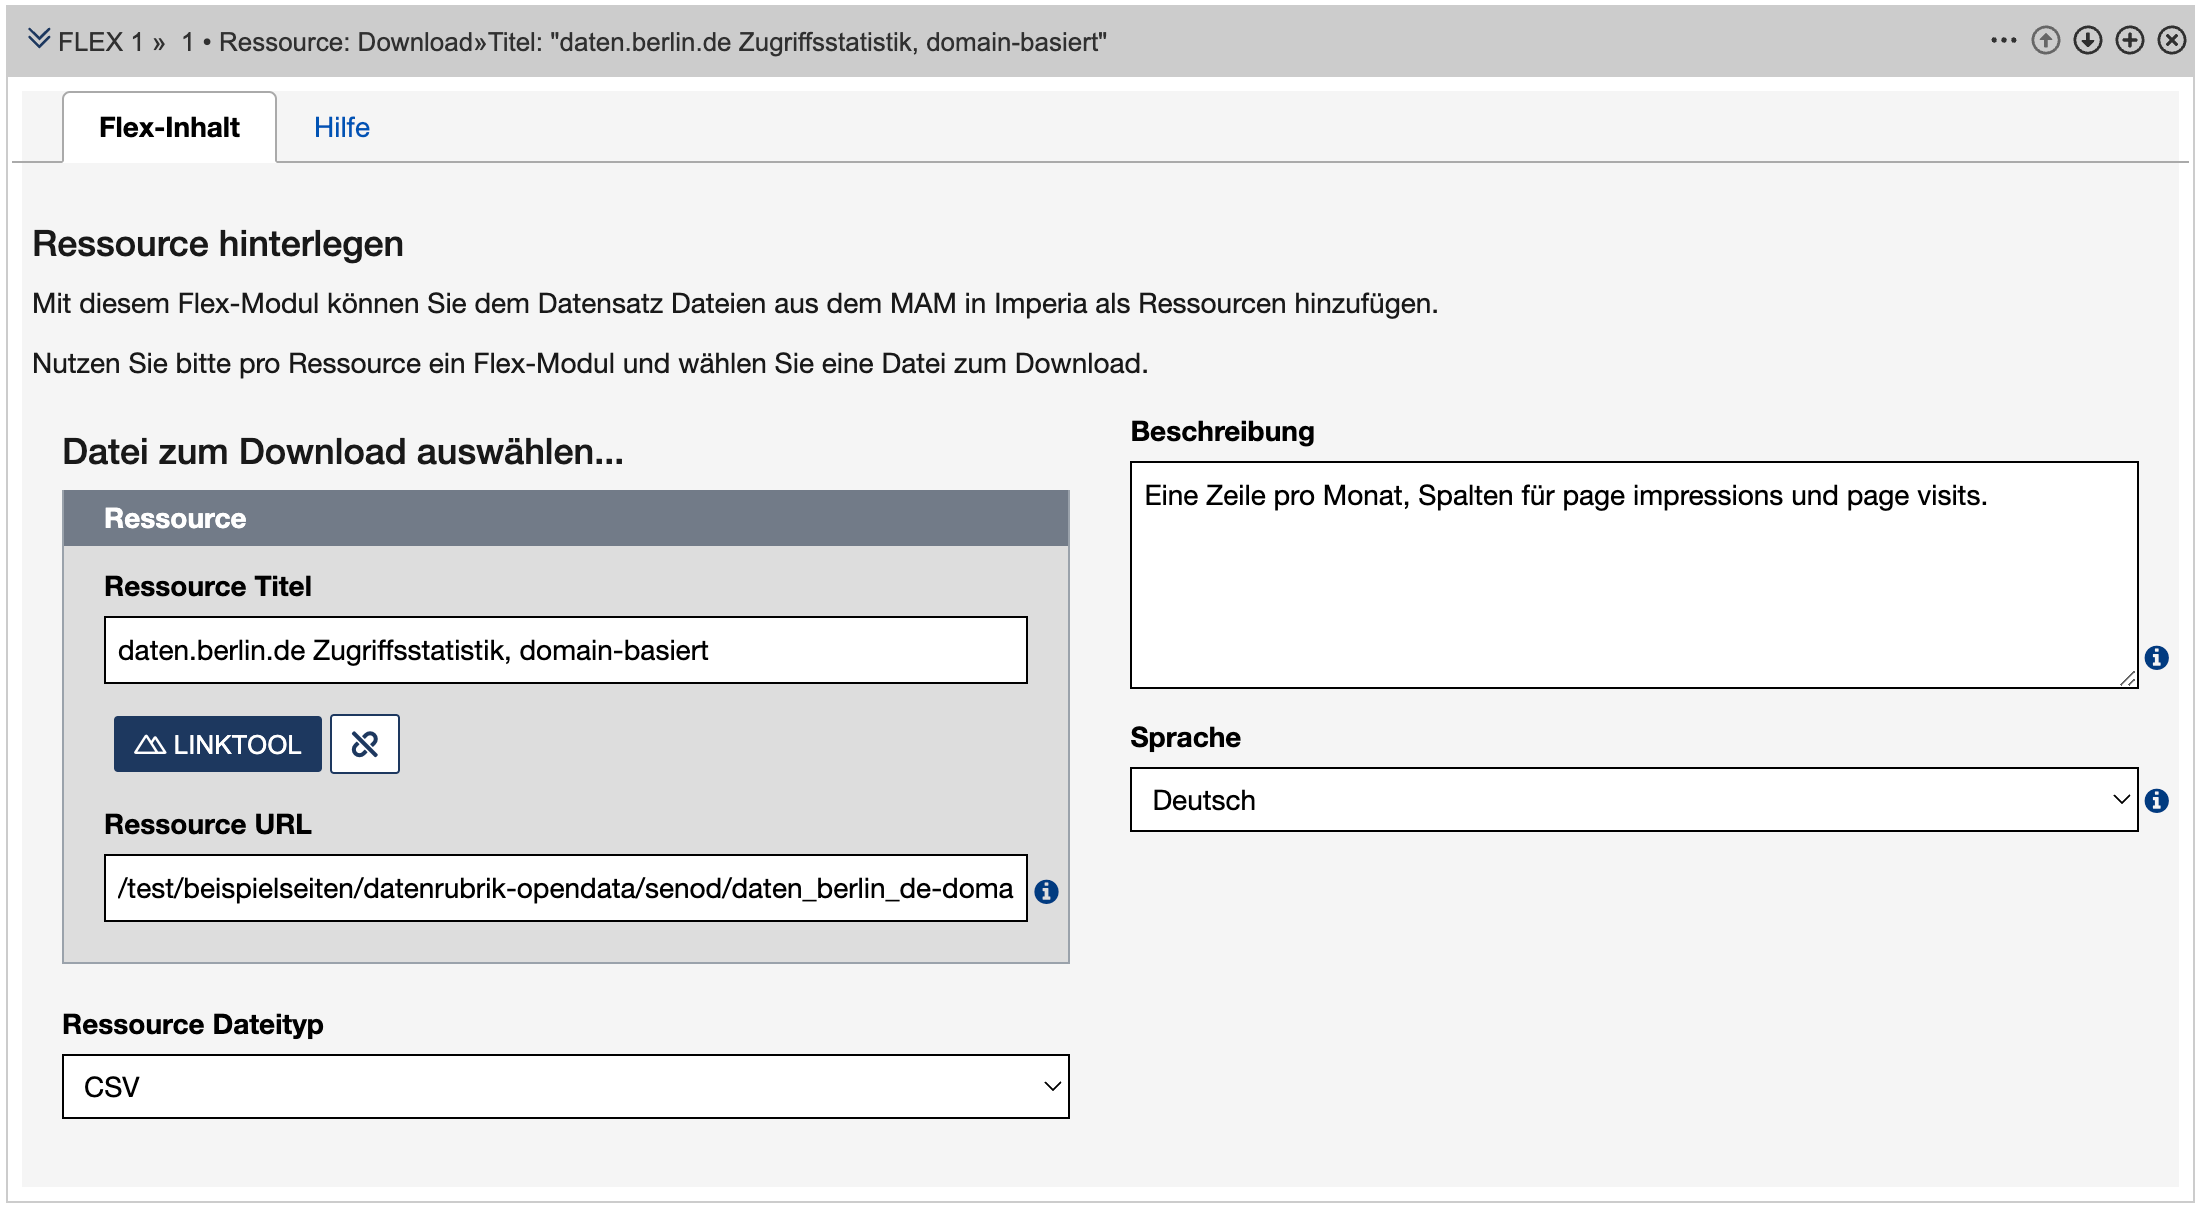 FLEX 1 » 1 • Ressource: Download»Titel: "daten.berlin.de Zugriffsstatistik, domain-basiert"
Flex-Inhalt
Hilfe
Ressource hinterlegen
Mit diesem Flex-Modul können Sie dem Datensatz Dateien aus dem MAM in Imperia als Ressourcen hinzufügen.
Nutzen Sie bitte pro Ressource ein Flex-Modul und wählen Sie eine Datei zum Download.
Datei zum Download auswählen...
Ressource
Ressource Titel
daten.berlin.de Zugriffsstatistik, domain-basiert
LINKTOOL
Ressource URL
/test/beispielseiten/datenrubrik-opendata/senod/daten_berlin_de-doma
Ressource Dateityp
CSV
Beschreibung
Eine Zeile pro Monat, Spalten für page impressions und page visits.
Sprache
Deutsch